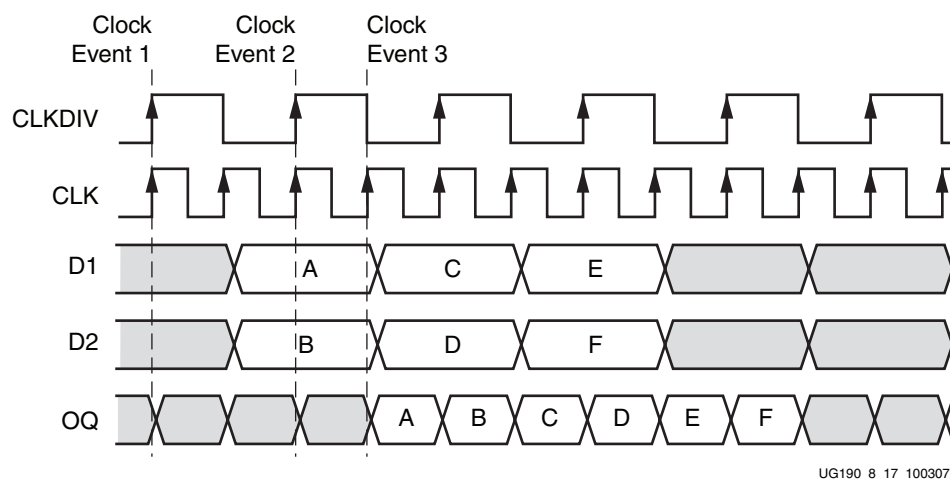 Clock
Event 1
Clock
Event 2
Clock
Event 3
CLKDIV
CLK
D1
A
C
E
D2
B
D
F
OQ
A
B
C
D
E
F
UG190_8_17_100307